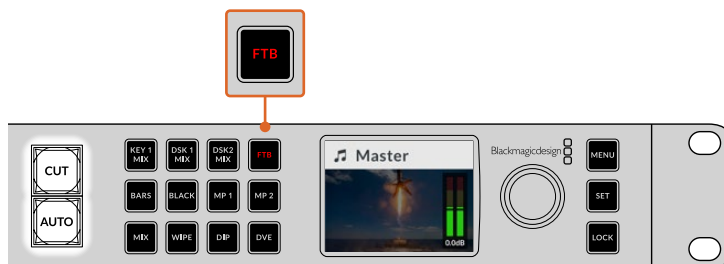 FTB
KEY 1
MIX
DSK 1
MIX
DSK2
MIX
FTB
CUT
BARS
BLACK
MP 1
MP 2
AUTO
MIX
WIPE
DIP
DVE
Master
0.0dB
Blackmagicdesign
MENU
SET
LOCK